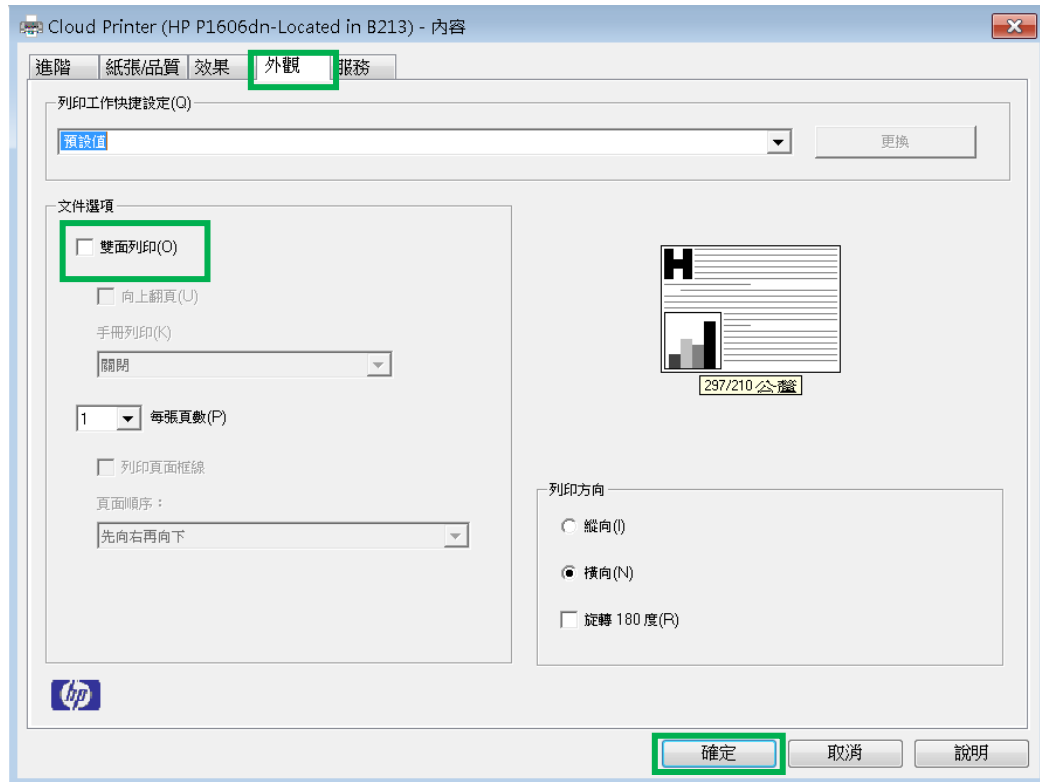 Cloud Printer (HP P1606dn-Located in B213) - 內容
進階 紙張/品質 效果 外觀 服務
列印工作快捷設定(Q)
預設值
更換
文件選項
雙面列印(O)
向上翻頁(U)
手冊列印(K)
關閉
1 每張頁數(P)
列印頁面框線
頁面順序：
先向右再向下
H
297/210 公釐
列印方向
縱向(I)
橫向(N)
旋轉 180 度(R)
hp
確定 取消 說明